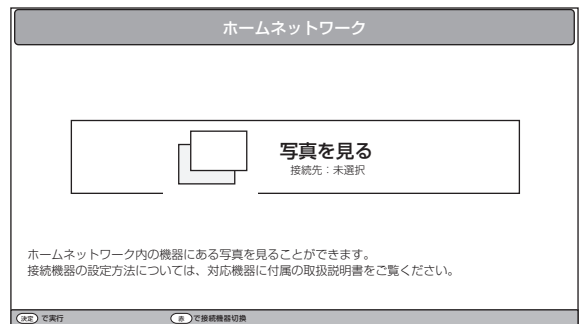 ホームネットワーク
写真を見る
接続先：未選択
ホームネットワーク内の機器にある写真を見ることができます。
接続機器の設定方法については、対応機器に付属の取扱説明書をご覧ください。
決定 で実行 青 で接続機器切換